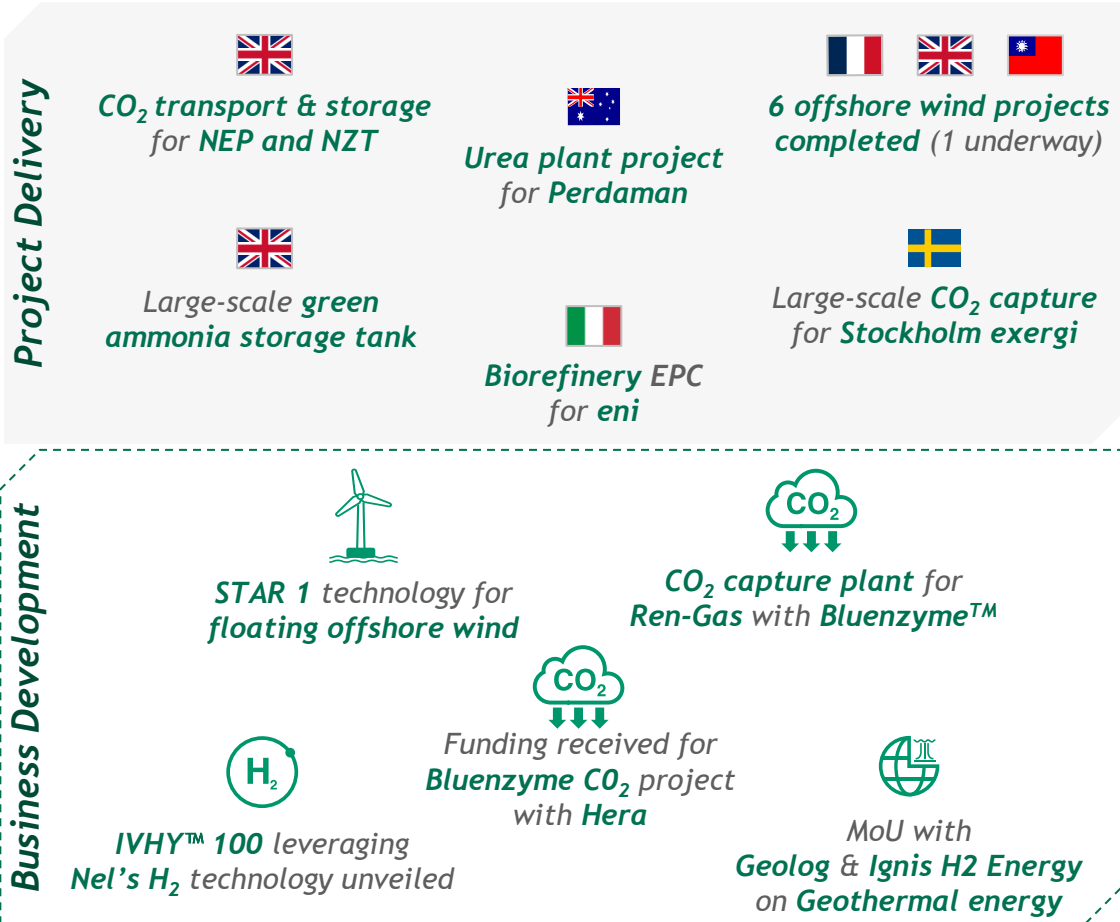 Project Delivery
CO₂ transport & storage
for NEP and NZT
Urea plant project
for Perdaman
6 offshore wind projects
completed (1 underway)
Large-scale green
ammonia storage tank
Biorefinery EPC
for eni
Large-scale CO₂ capture
for Stockholm exergi
Business Development
STAR 1 technology for
floating offshore wind
CO₂
CO₂ capture plant for
Ren-Gas with Bluenzyme™
CO₂
Funding received for
Bluenzyme C0₂ project
with Hera
H₂
IVHY™ 100 leveraging
Nel's H₂ technology unveiled
MoU with
Geolog & Ignis H2 Energy
on Geothermal energy